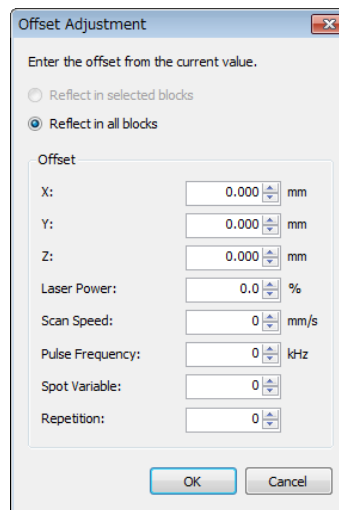 Offset Adjustment
Enter the offset from the current value.
Reflect in selected blocks
Reflect in all blocks
Offset
X: 0.000 mm
Y: 0.000 mm
Z: 0.000 mm
Laser Power: 0.0 %
Scan Speed: 0 mm/s
Pulse Frequency: 0 kHz
Spot Variable: 0
Repetition: 0
OK Cancel